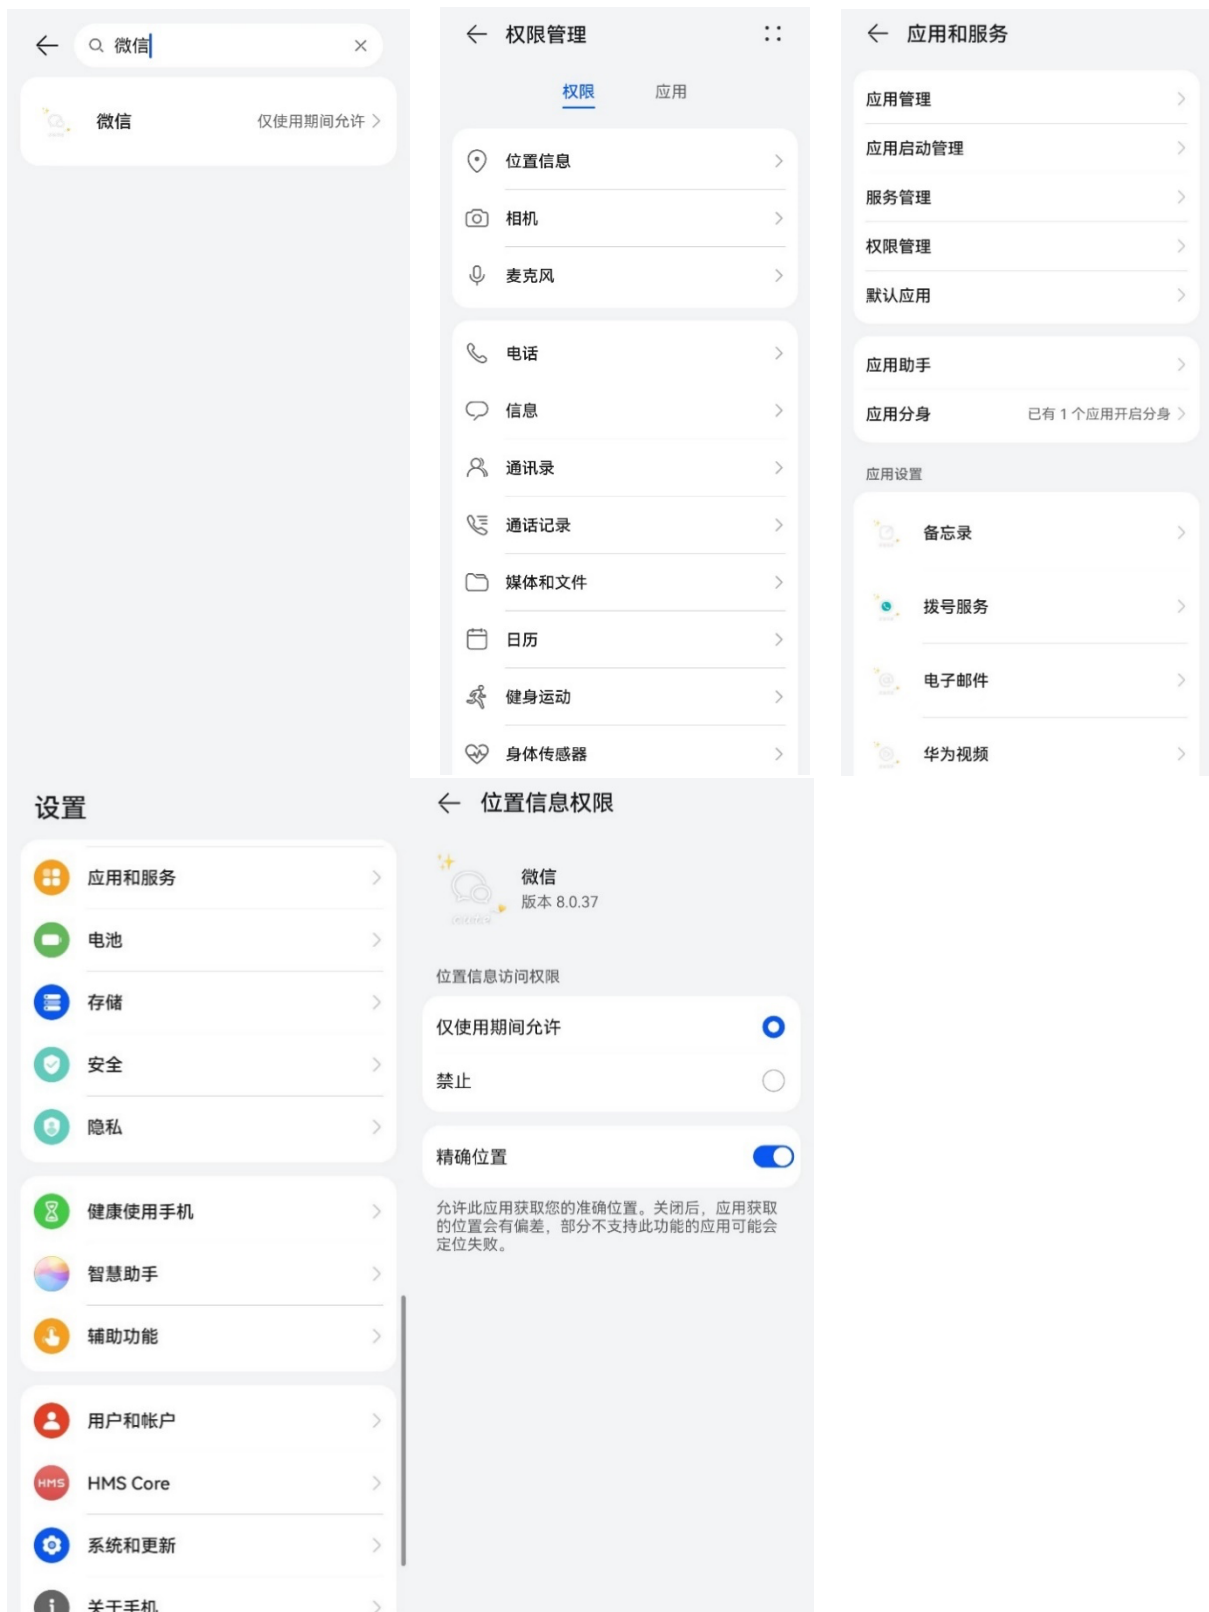 微信
微信
仅使用期间允许
权限管理
权限
应用
位置信息
相机
麦克风
电话
信息
通讯录
通话记录
媒体和文件
日历
健身运动
身体传感器
应用和服务
应用管理
应用启动管理
服务管理
权限管理
默认应用
应用助手
应用分身
已有 1 个应用开启分身
应用设置
备忘录
拨号服务
电子邮件
华为视频
设置
应用和服务
电池
存储
安全
隐私
健康使用手机
智慧助手
辅助功能
用户和帐户
HMS
HMS Core
系统和更新
关于手机
位置信息权限
微信
版本 8.0.37
位置信息访问权限
仅使用期间允许
禁止
精确位置
允许此应用获取您的准确位置。关闭后，应用获取
的位置会有偏差，部分不支持此功能的应用可能会
定位失败。